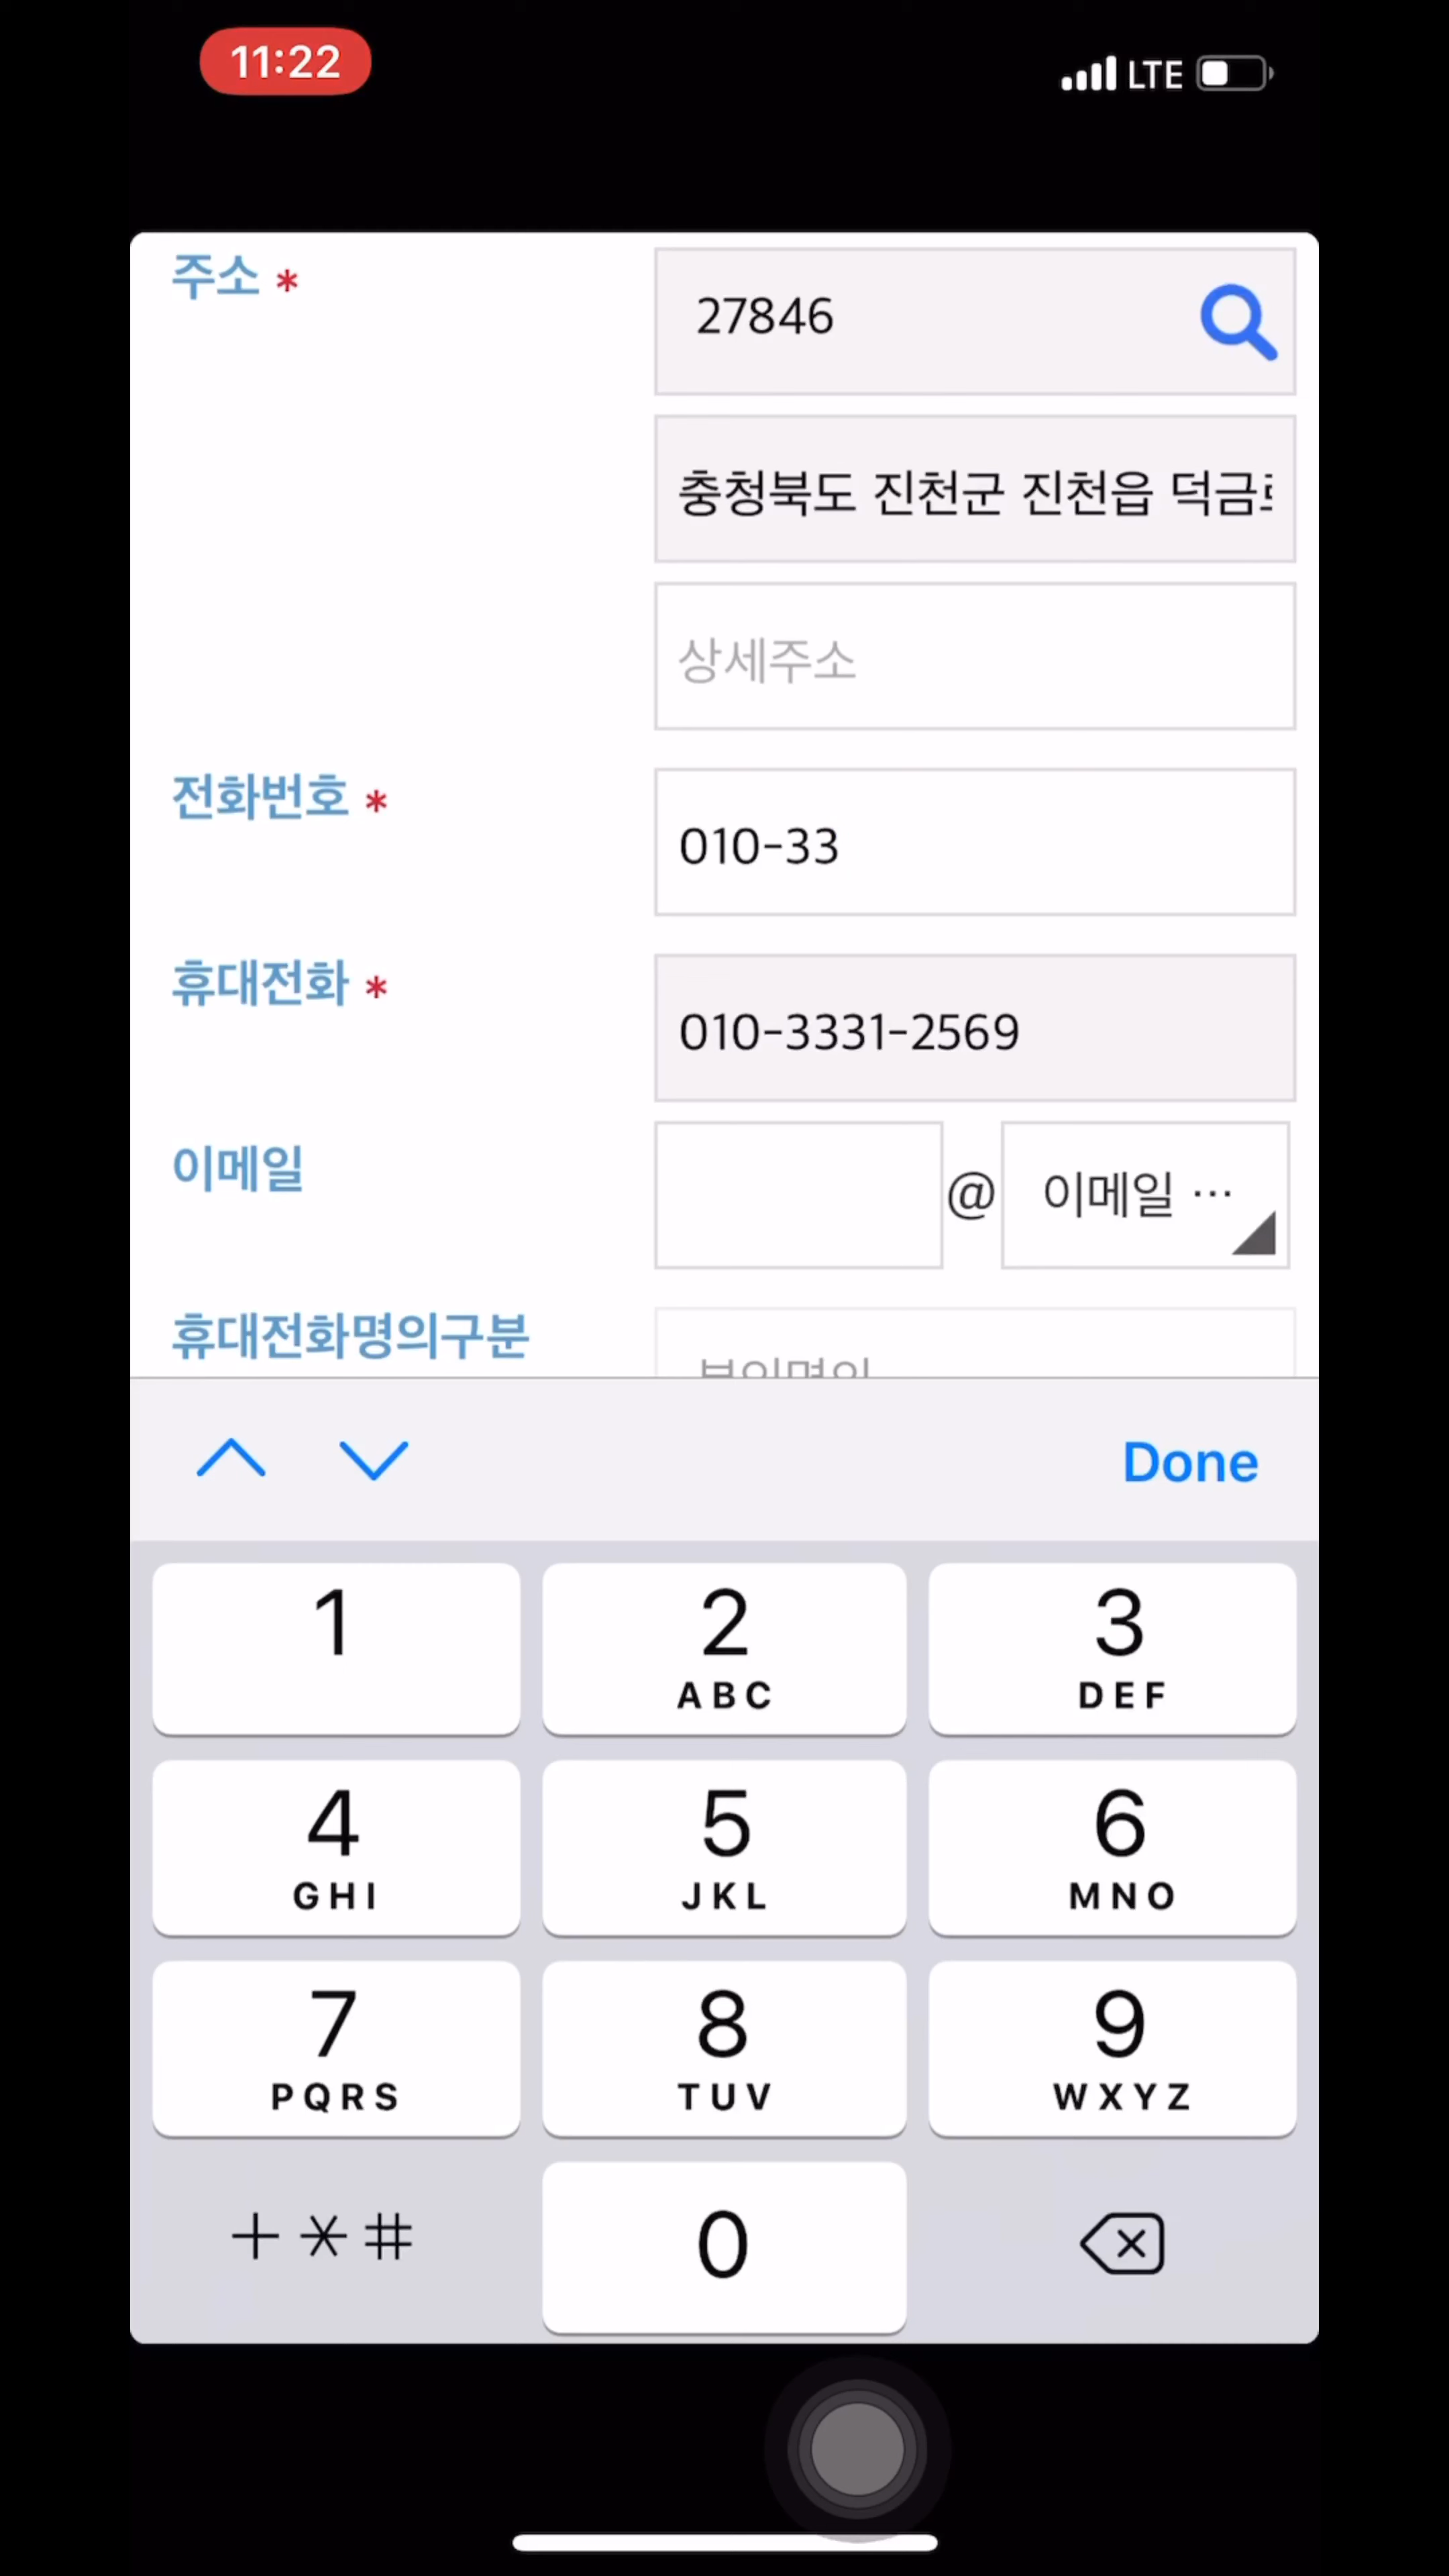 11:22
LTE
주소 *
27846
충청북도 진천군 진천읍 덕금
상세주소
전화번호 *
010-33
휴대전화 *
010-3331-2569
이메일
@
이메일 ···
휴대전화명의구분
Done
1
2
ABC
3
DEF
4
GHI
5
JKL
6
MNO
7
PQRS
8
TUV
9
WXYZ
+*#
0